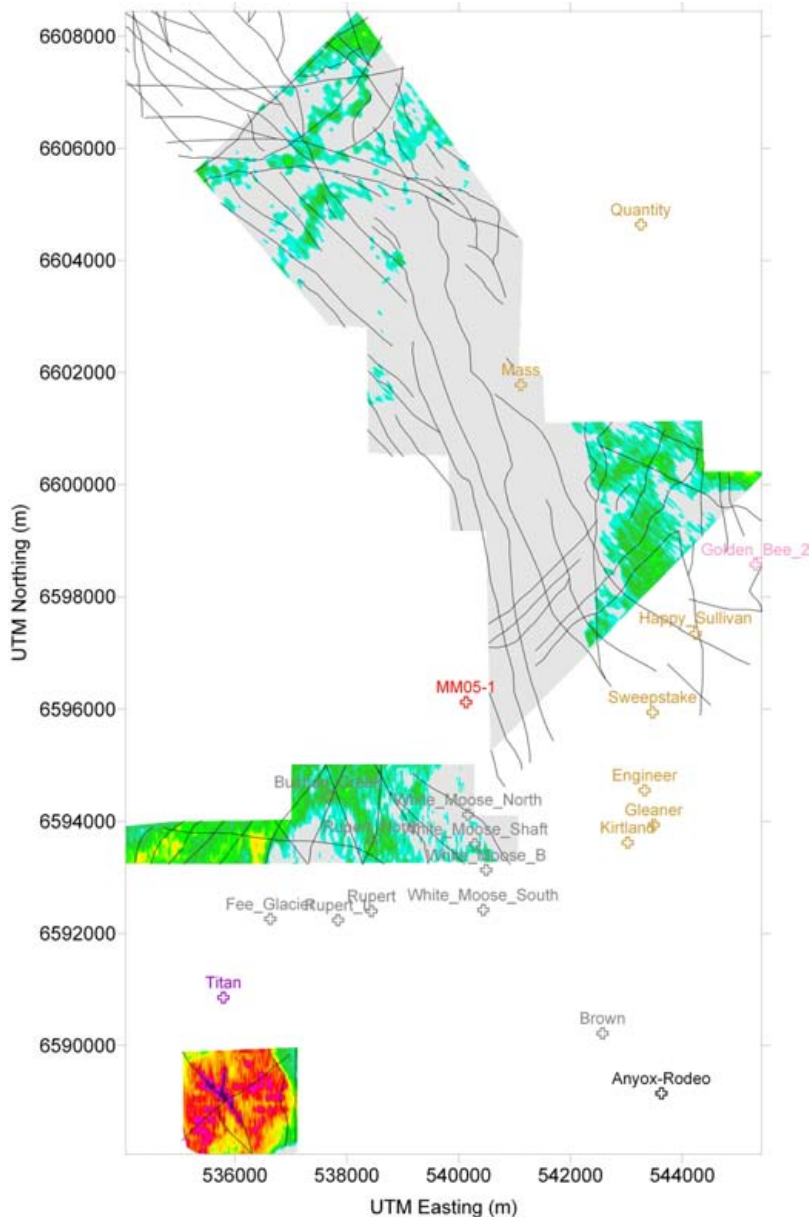 6608000
6606000
6604000
6602000
6600000
6598000
6596000
6594000
6592000
6590000
UTM Northing (m)
Quantity
Mass
Golden_Bee_2
Happy_Sullivan
MM05-1
Sweepstake
Engineer
Gleaner
Kirtland
White_Moose_North
White_Moose_Shaft
White_Moose_B
White_Moose_South
Rupert
Fee_Glacier
Titan
Brown
Anyox-Rodeo
536000 538000 540000 542000 544000
UTM Easting (m)